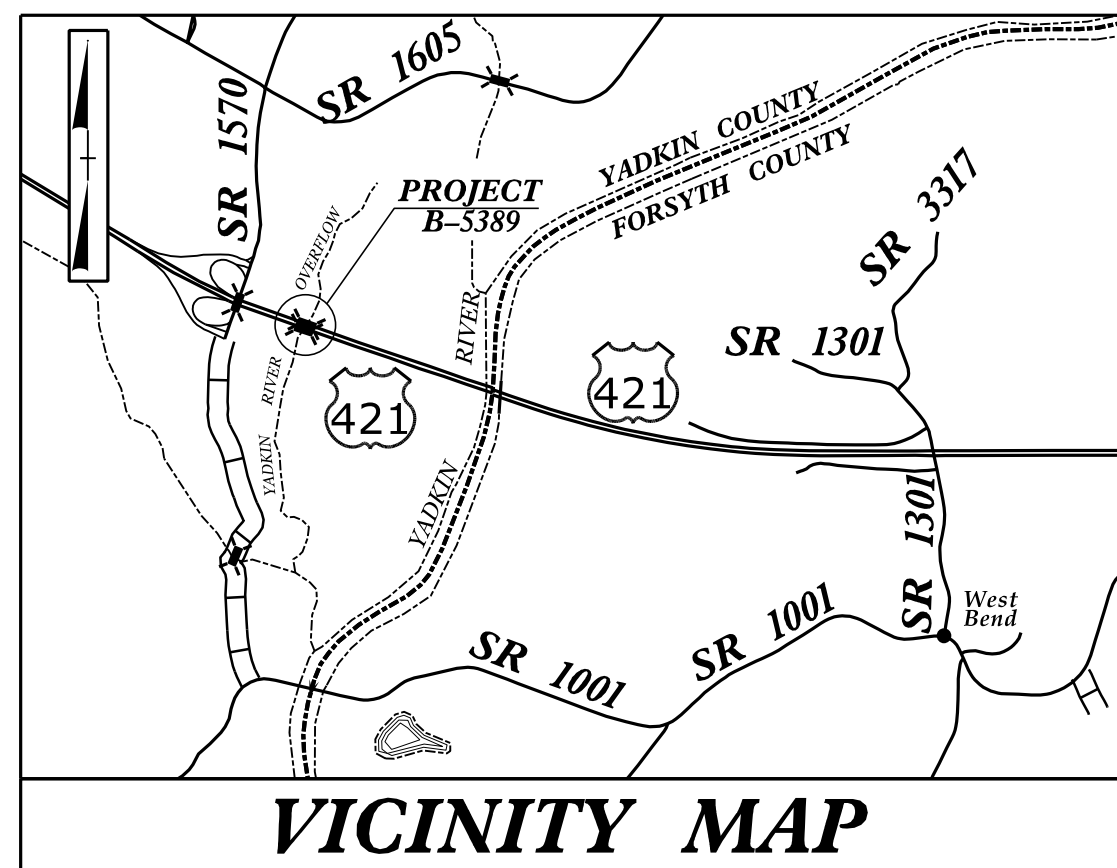 SR 1605
SR 1570
YADKIN COUNTY
FORSYTH COUNTY
PROJECT
B–5389
SR 3317
OVERFLOW
RIVER
YADKIN
RIVER
YADKIN
SR 1301
421
421
SR 1301
West
Bend
SR 1001
SR 1001
VICINITY MAP